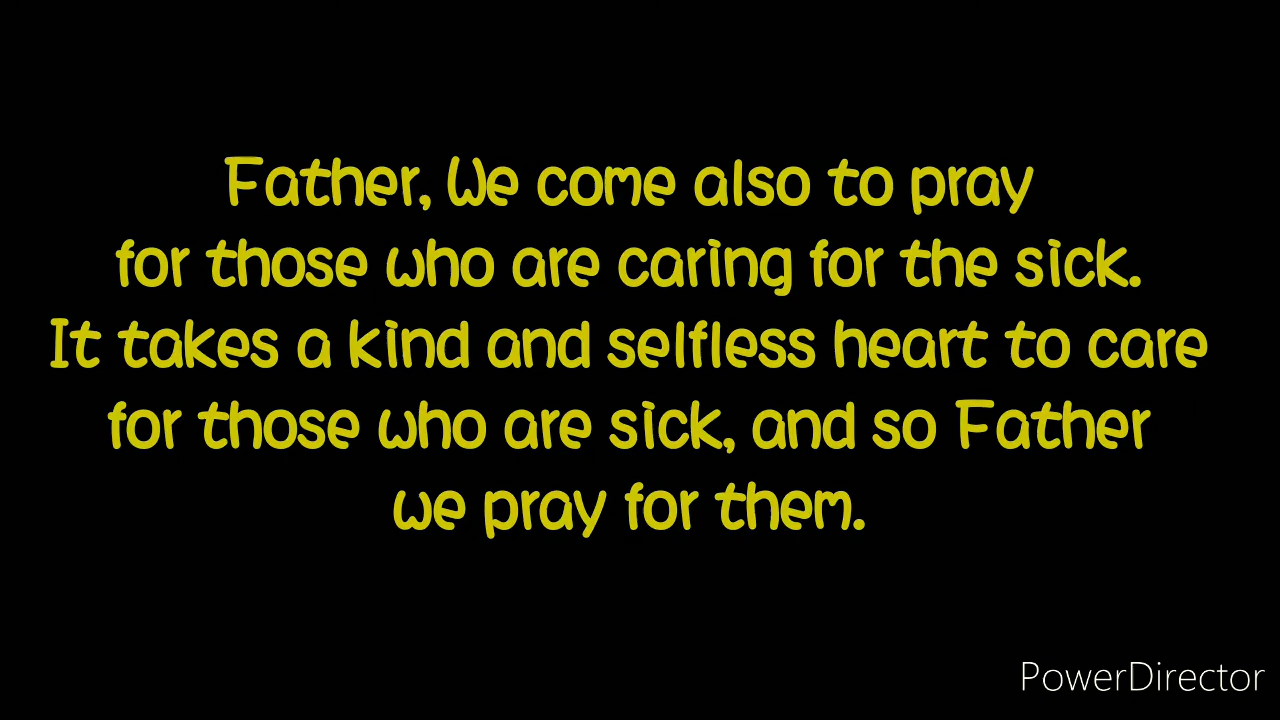 Father, We come also to pray
for those who are caring for the sick.
It takes a kind and selfless heart to care
for those who are sick, and so Father
we pray for them.
PowerDirector